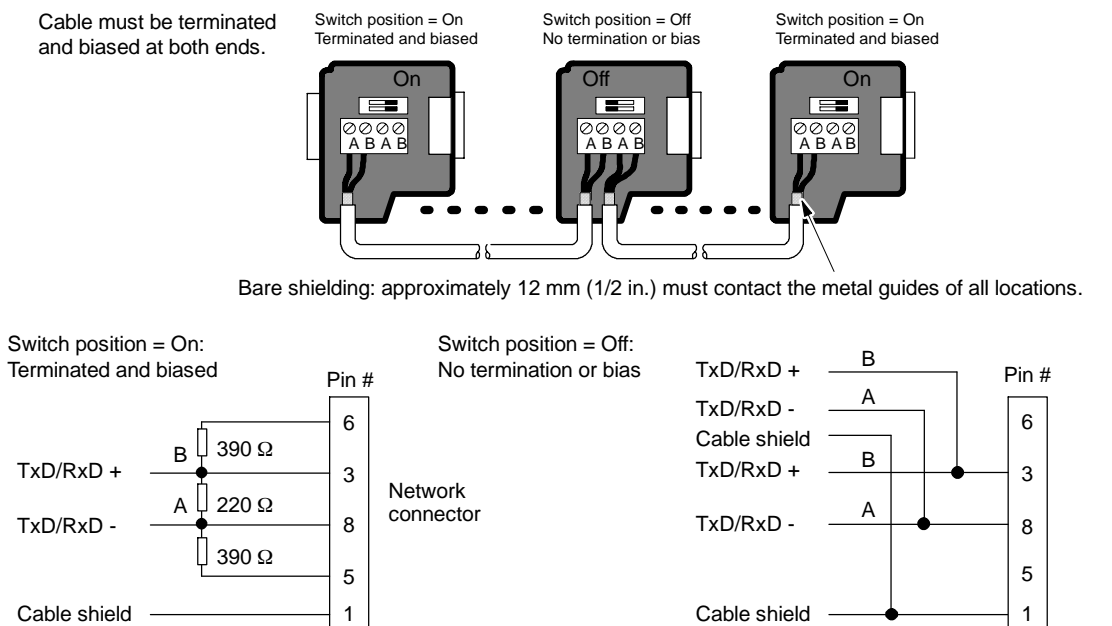 Cable must be terminated
and biased at both ends.
Switch position = On
Terminated and biased
Switch position = Off
No termination or bias
Switch position = On
Terminated and biased
On
Off
On
A B A B
A B A B
A B A B
Bare shielding: approximately 12 mm (1/2 in.) must contact the metal guides of all locations.
Switch position = On:
Terminated and biased
Pin #
6
390 Ω
B
TxD/RxD +
3
A
220 Ω
TxD/RxD -
8
390 Ω
5
Cable shield
1
Network
connector
Switch position = Off:
No termination or bias
Pin #
TxD/RxD +
B
6
TxD/RxD -
A
Cable shield
TxD/RxD +
B
3
TxD/RxD -
A
8
5
Cable shield
1